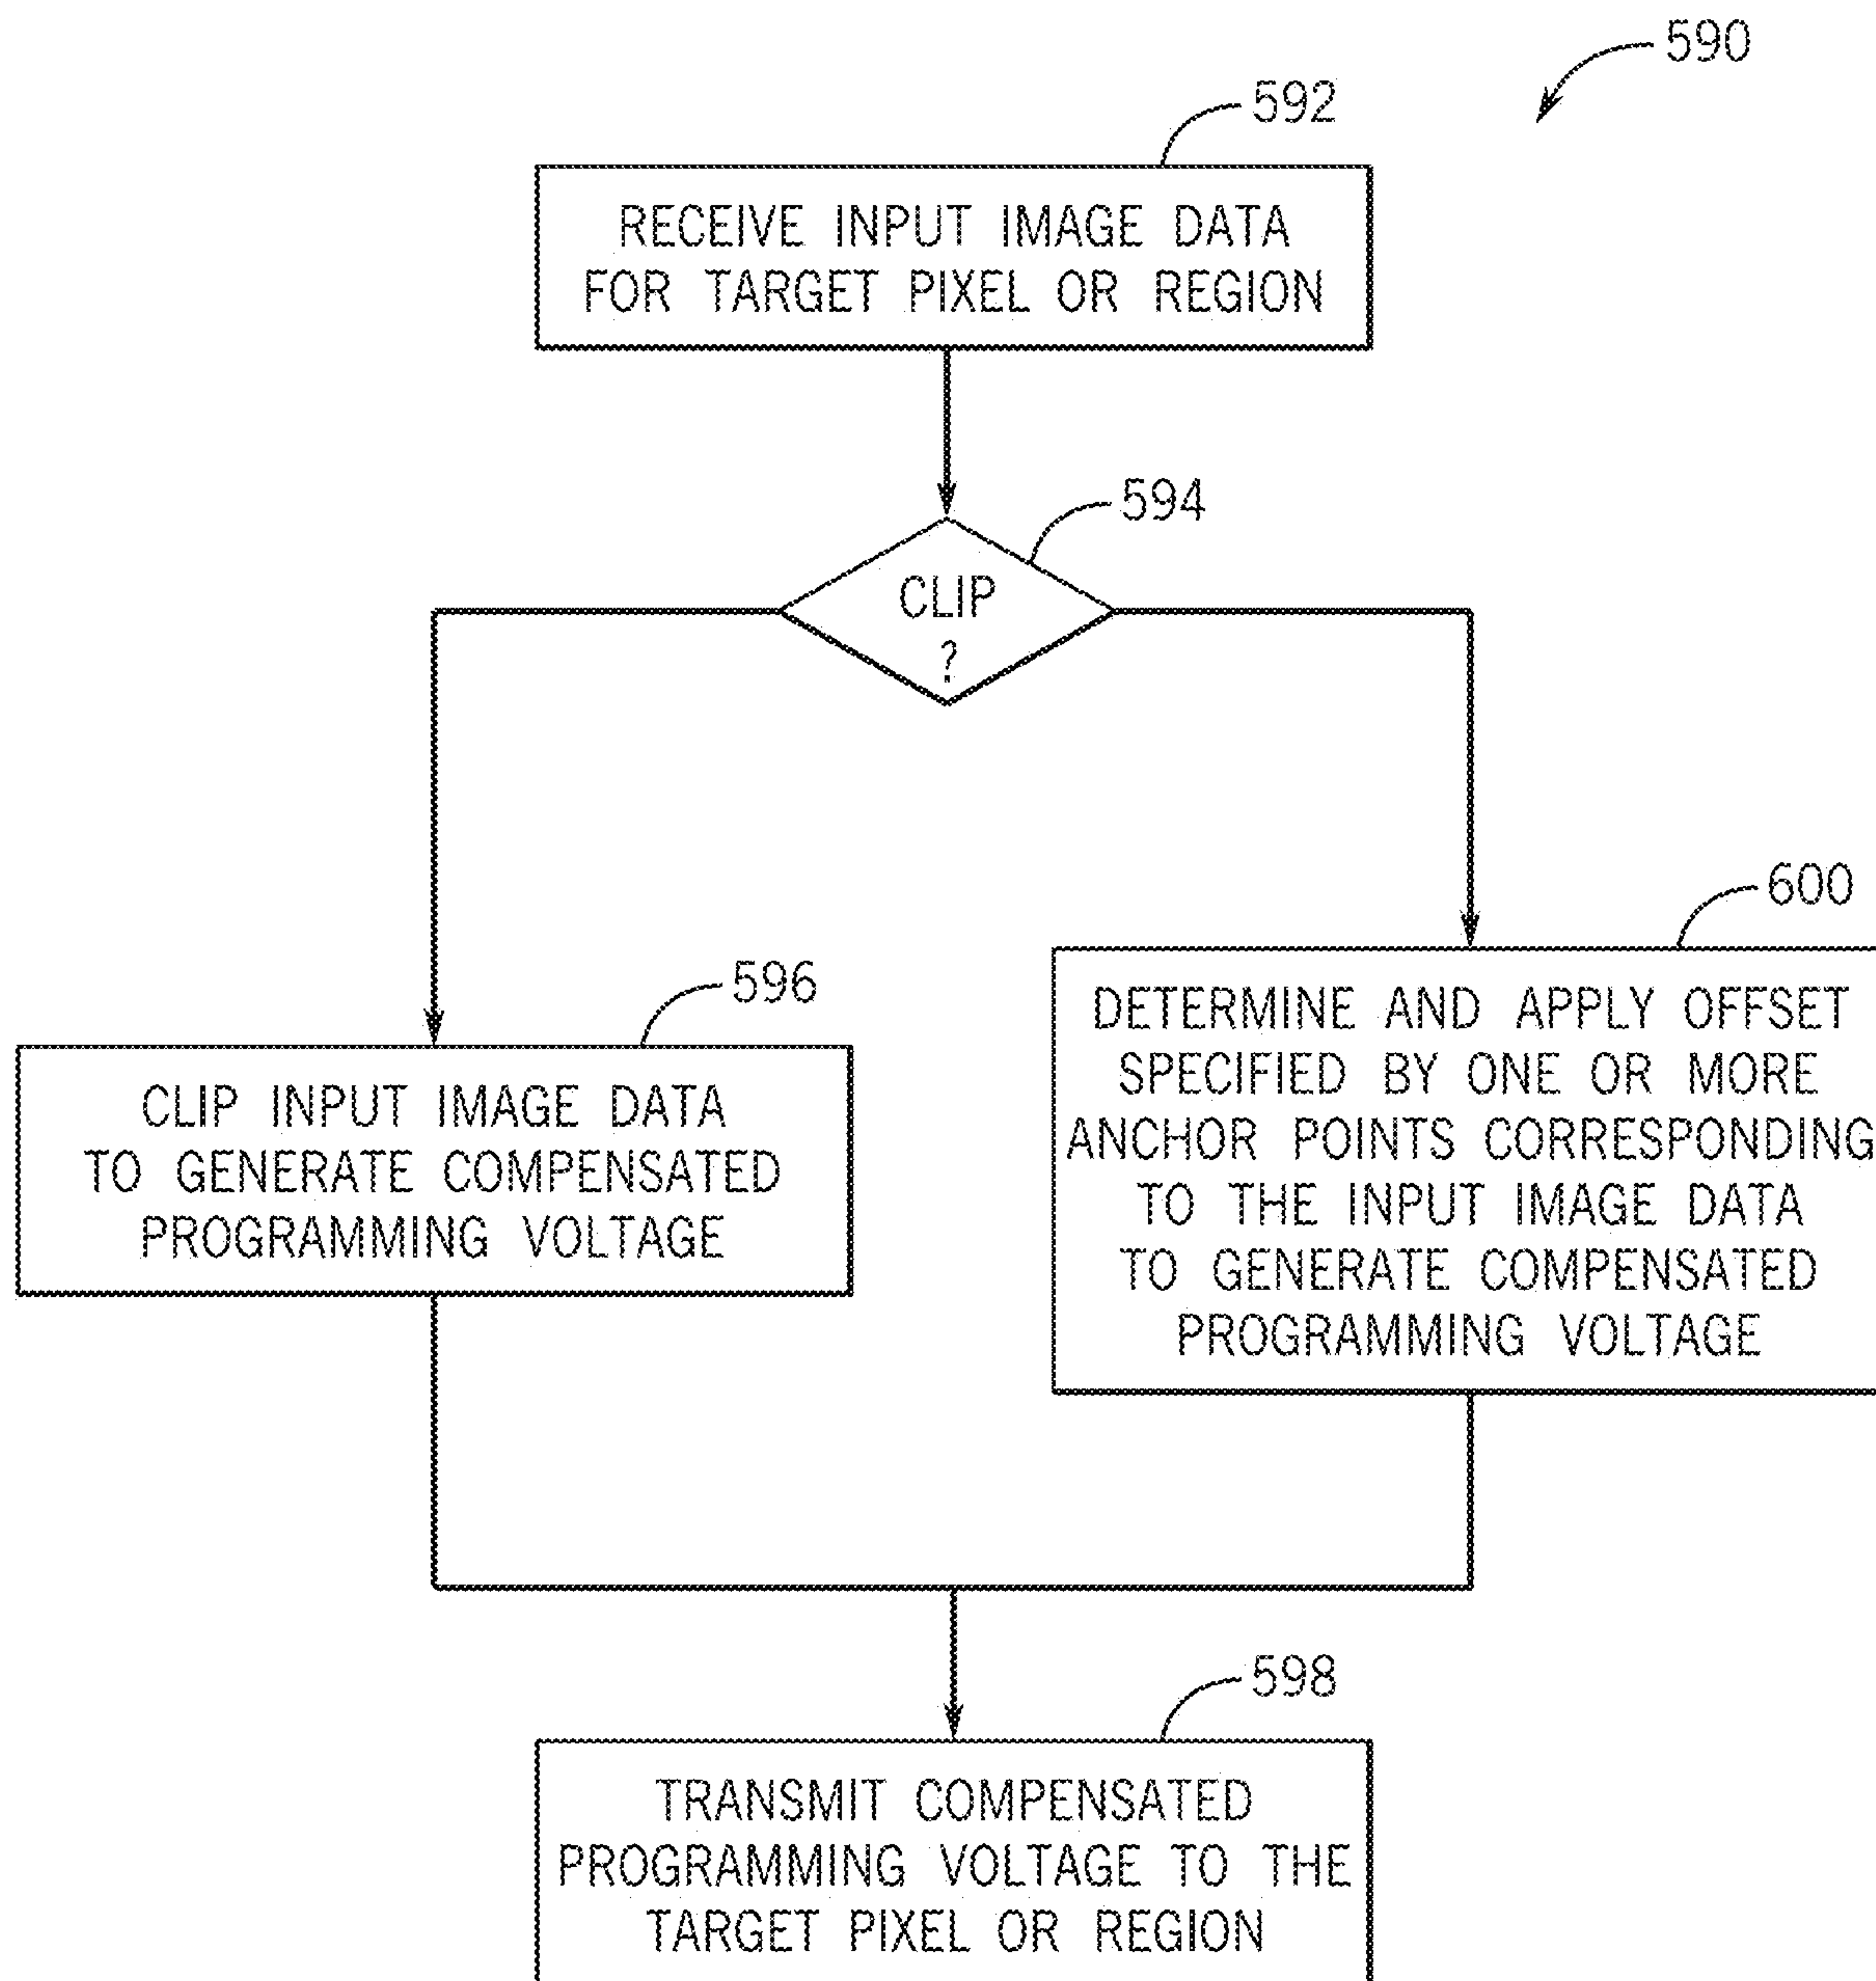 590
592
RECEIVE INPUT IMAGE DATA
FOR TARGET PIXEL OR REGION
594
CLIP
?
600
DETERMINE AND APPLY OFFSET
SPECIFIED BY ONE OR MORE
ANCHOR POINTS CORRESPONDING
TO THE INPUT IMAGE DATA
TO GENERATE COMPENSATED
PROGRAMMING VOLTAGE
596
CLIP INPUT IMAGE DATA
TO GENERATE COMPENSATED
PROGRAMMING VOLTAGE
598
TRANSMIT COMPENSATED
PROGRAMMING VOLTAGE TO THE
TARGET PIXEL OR REGION